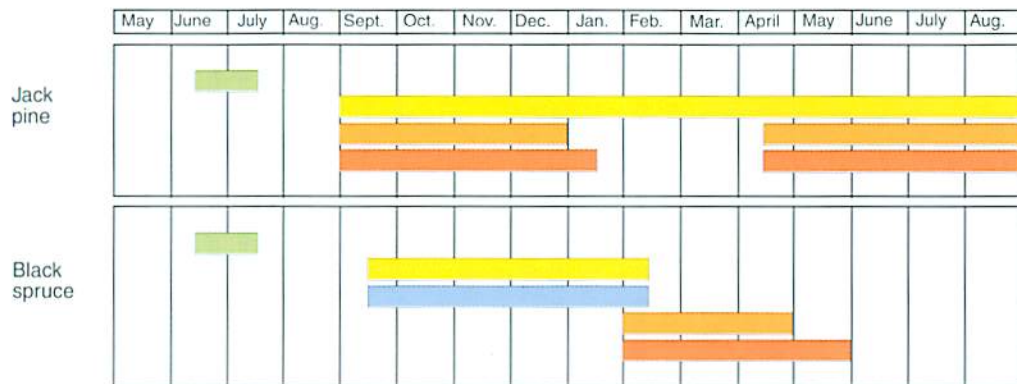 May June July Aug. Sept. Oct. Nov. Dec. Jan. Feb. Mar. April May June July Aug.
Jack
pine
Black
spruce